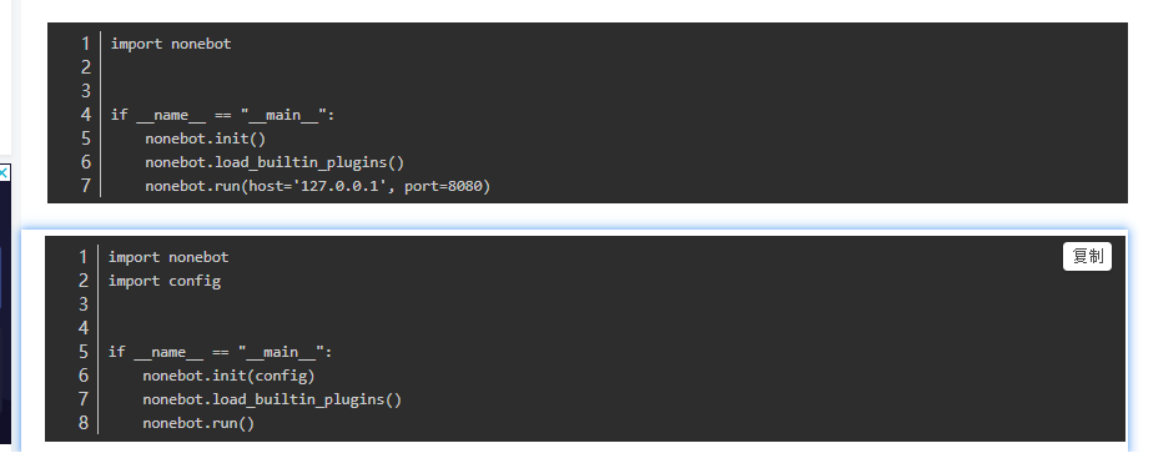 1 import nonebot
2
3
4 if __name__ == "__main__":
5     nonebot.init()
6     nonebot.load_builtin_plugins()
7     nonebot.run(host='127.0.0.1', port=8080)
复制
1 import nonebot
2 import config
3
4
5 if __name__ == "__main__":
6     nonebot.init(config)
7     nonebot.load_builtin_plugins()
8     nonebot.run()